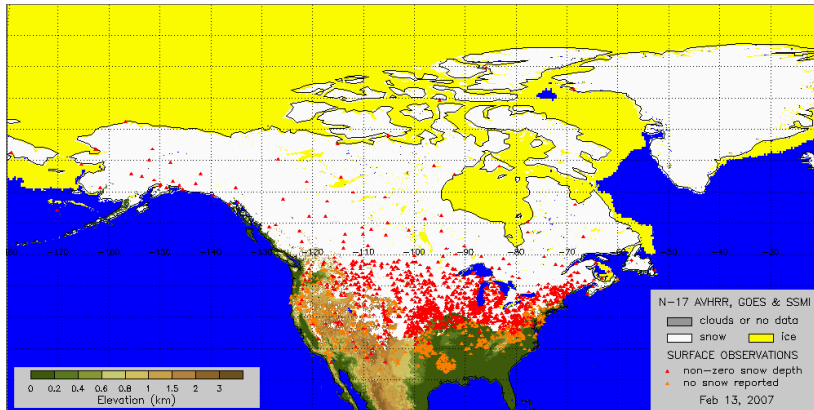 -180 -170 -160 -150 -140 -130 -120 -110 -100 -90 -80 -70 -60 -50 -40 -30
N-17 AVHRR, GOES & SSMI
clouds or no data
snow ice
SURFACE OBSERVATIONS
non-zero snow depth
no snow reported
Feb 13, 2007
0 0.2 0.4 0.6 0.8 1 1.5 2 3
Elevation (km)